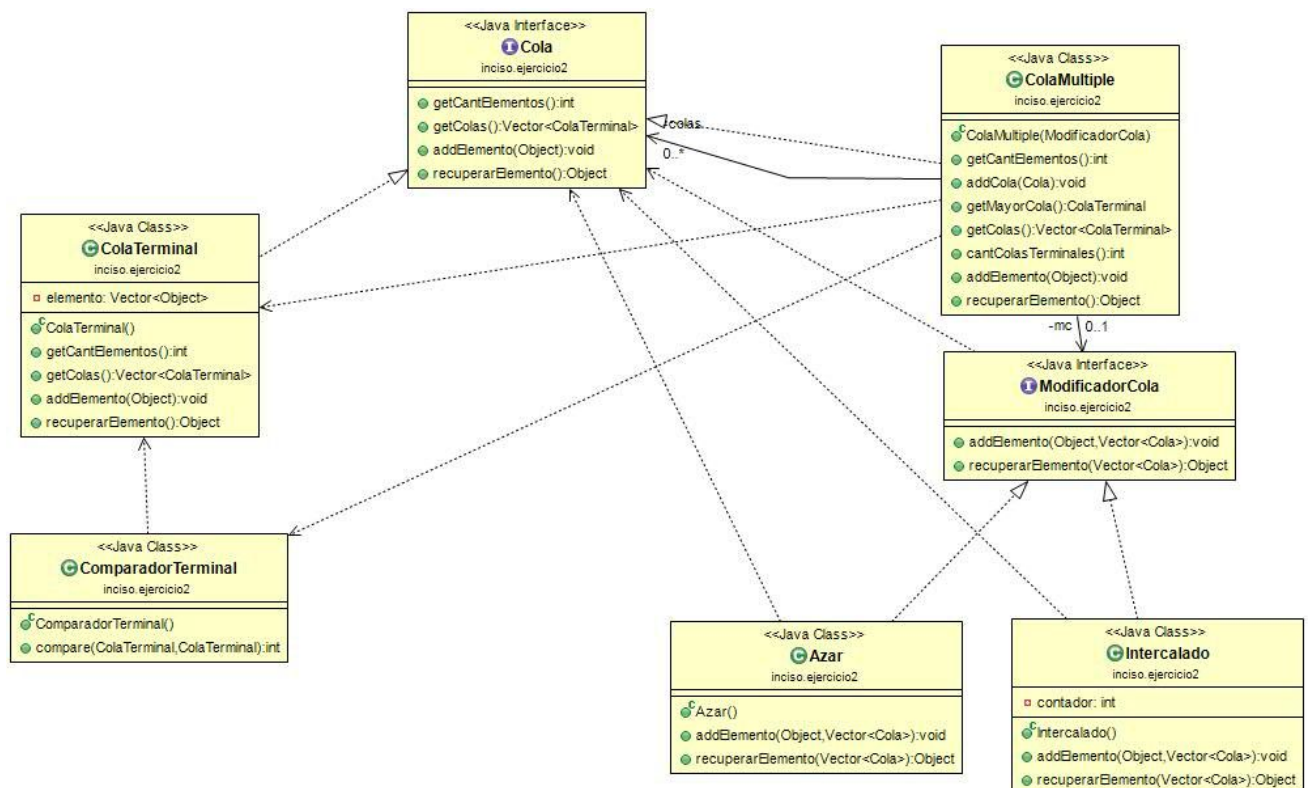 <<Java Interface>>
Cola
inciso.ejercicio2
getCantElementos():int
getColas():Vector<ColaTerminal>
addElemento(Object):void
recuperarElemento():Object
<<Java Class>>
ColaMultiple
inciso.ejercicio2
ColaMultiple(ModificadorCola)
getCantElementos():int
addCola(Cola):void
getMayorCola():ColaTerminal
getColas():Vector<ColaTerminal>
cantColasTerminales():int
addElemento(Object):void
recuperarElemento():Object
-colas
0..*
<<Java Class>>
ColaTerminal
inciso.ejercicio2
elemento: Vector<Object>
ColaTerminal()
getCantElementos():int
getColas():Vector<ColaTerminal>
addElemento(Object):void
recuperarElemento():Object
-mc 0..1
<<Java Interface>>
ModificadorCola
inciso.ejercicio2
addElemento(Object,Vector<Cola>):void
recuperarElemento(Vector<Cola>):Object
<<Java Class>>
ComparadorTerminal
inciso.ejercicio2
ComparadorTerminal()
compare(ColaTerminal,ColaTerminal):int
<<Java Class>>
Azar
inciso.ejercicio2
Azar()
addElemento(Object,Vector<Cola>):void
recuperarElemento(Vector<Cola>):Object
<<Java Class>>
Intercalado
inciso.ejercicio2
contador: int
Intercalado()
addElemento(Object,Vector<Cola>):void
recuperarElemento(Vector<Cola>):Object